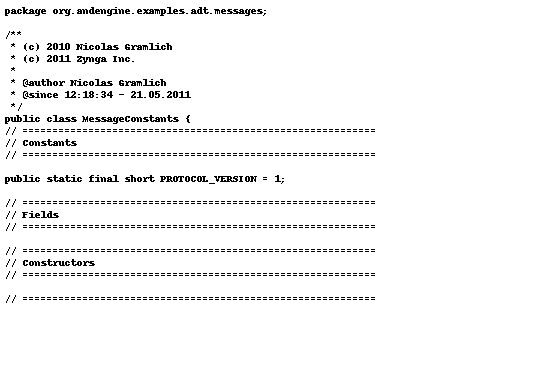 package org.andengine.examples.adt.messages;
/**
 * (c) 2010 Nicolas Gramlich
 * (c) 2011 Zynga Inc.
 *
 * @author Nicolas Gramlich
 * @since 12:18:34 - 21.05.2011
 */
public class MessageConstants {
// ===========================================================
// Constants
// ===========================================================
public static final short PROTOCOL_VERSION = 1;
// ===========================================================
// Fields
// ===========================================================
// ===========================================================
// Constructors
// ===========================================================
// ===========================================================